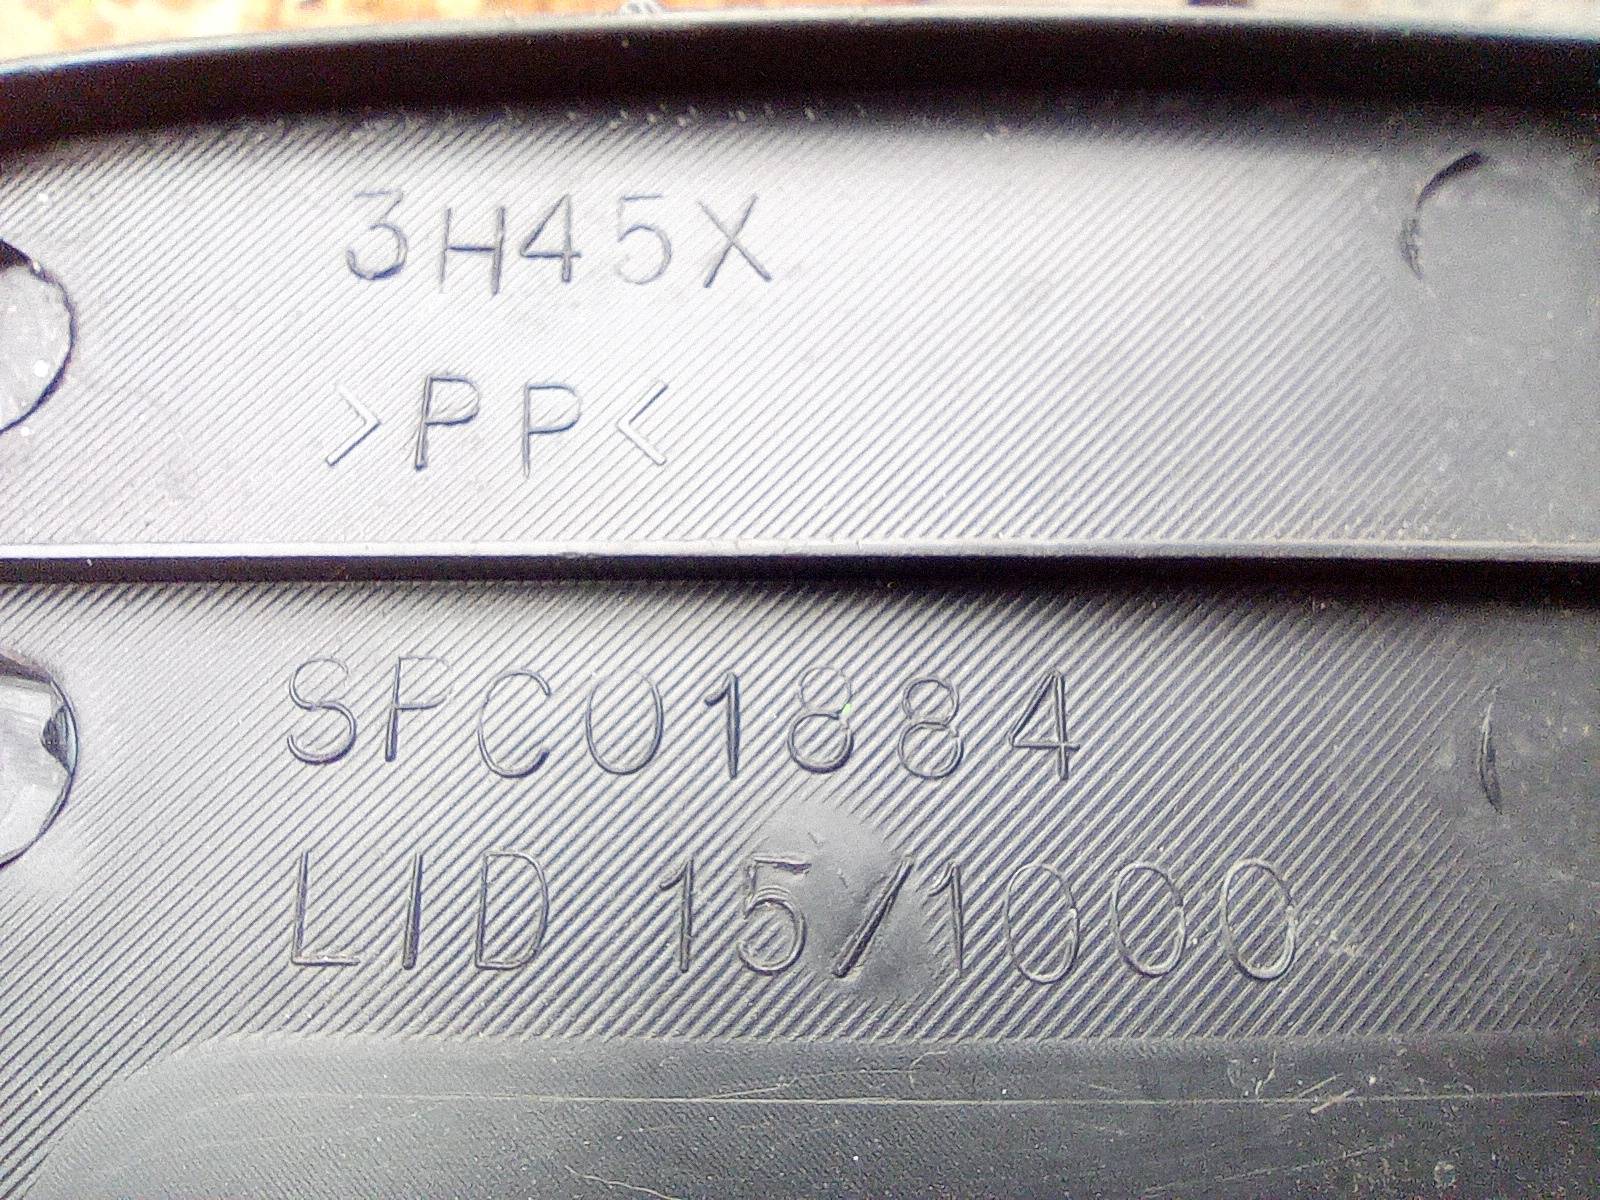 3H45X
>PP<
SPC01884
LID 15/1000